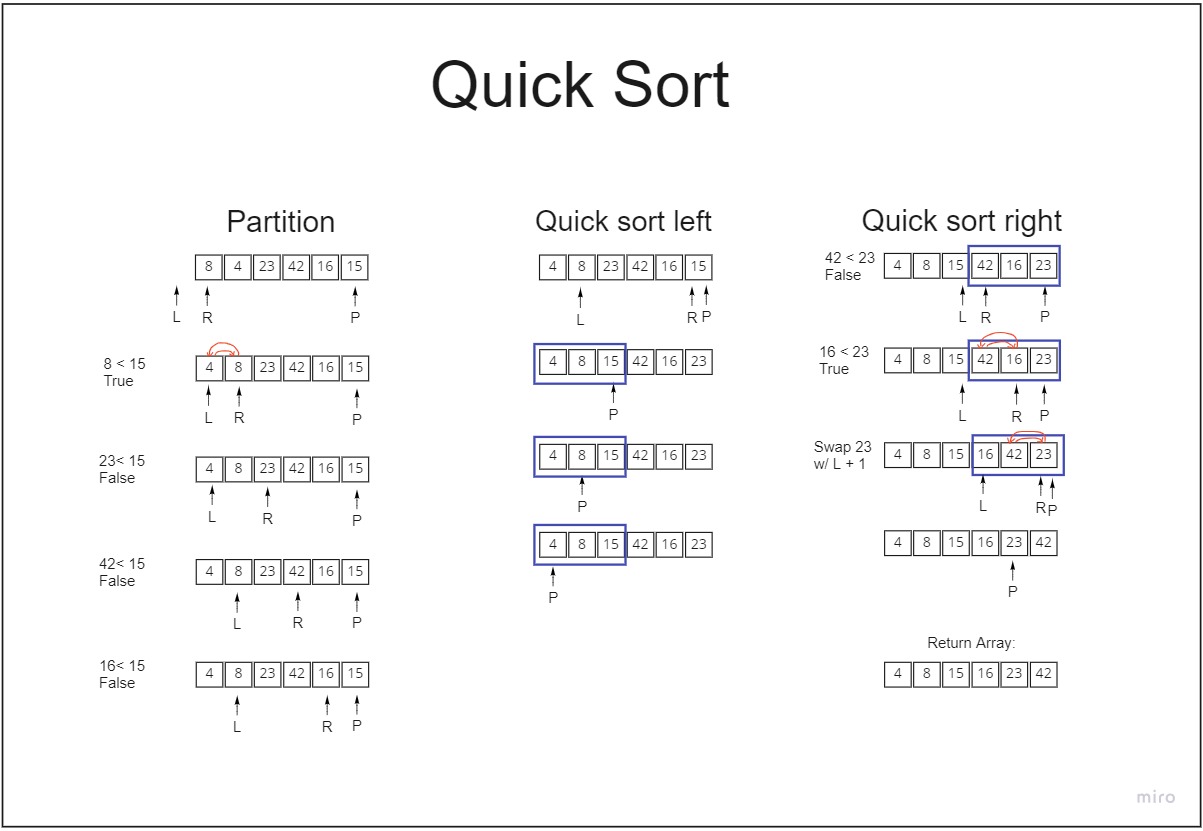 Quick Sort
Partition
8 4 23 42 16 15
L R P
8 < 15
True
4 8 23 42 16 15
L R P
23< 15
False
4 8 23 42 16 15
L R P
42< 15
False
4 8 23 42 16 15
L R P
16< 15
False
4 8 23 42 16 15
L R P
Quick sort left
4 8 23 42 16 15
L R P
4 8 15 42 16 23
P
4 8 15 42 16 23
P
4 8 15 42 16 23
P
Quick sort right
42 < 23
False
4 8 15 42 16 23
L R P
16 < 23
True
4 8 15 42 16 23
L R P
Swap 23
w/ L + 1
4 8 15 16 42 23
L R P
4 8 15 16 23 42
P
Return Array:
4 8 15 16 23 42
miro